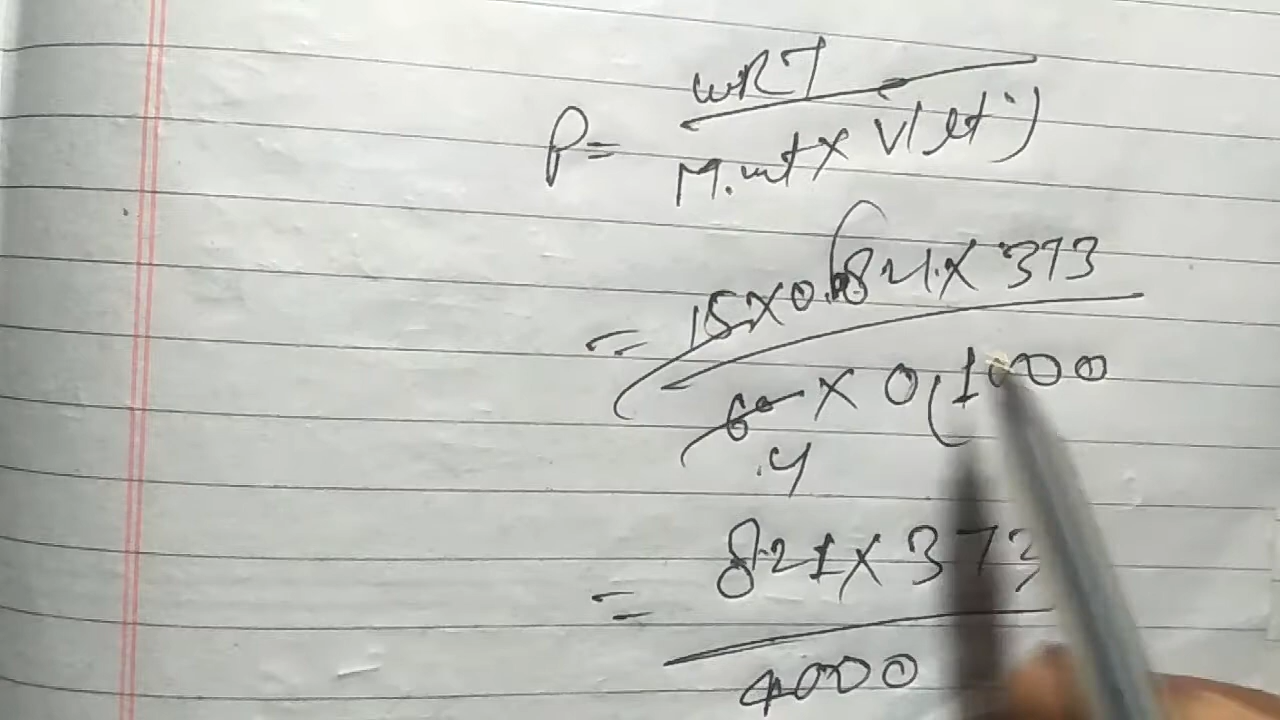 wRT
P =
M.wt x V(lit)
= 15 x 0.0821 x 373
60 x 0.1000
.4
= 821 x 373
4000